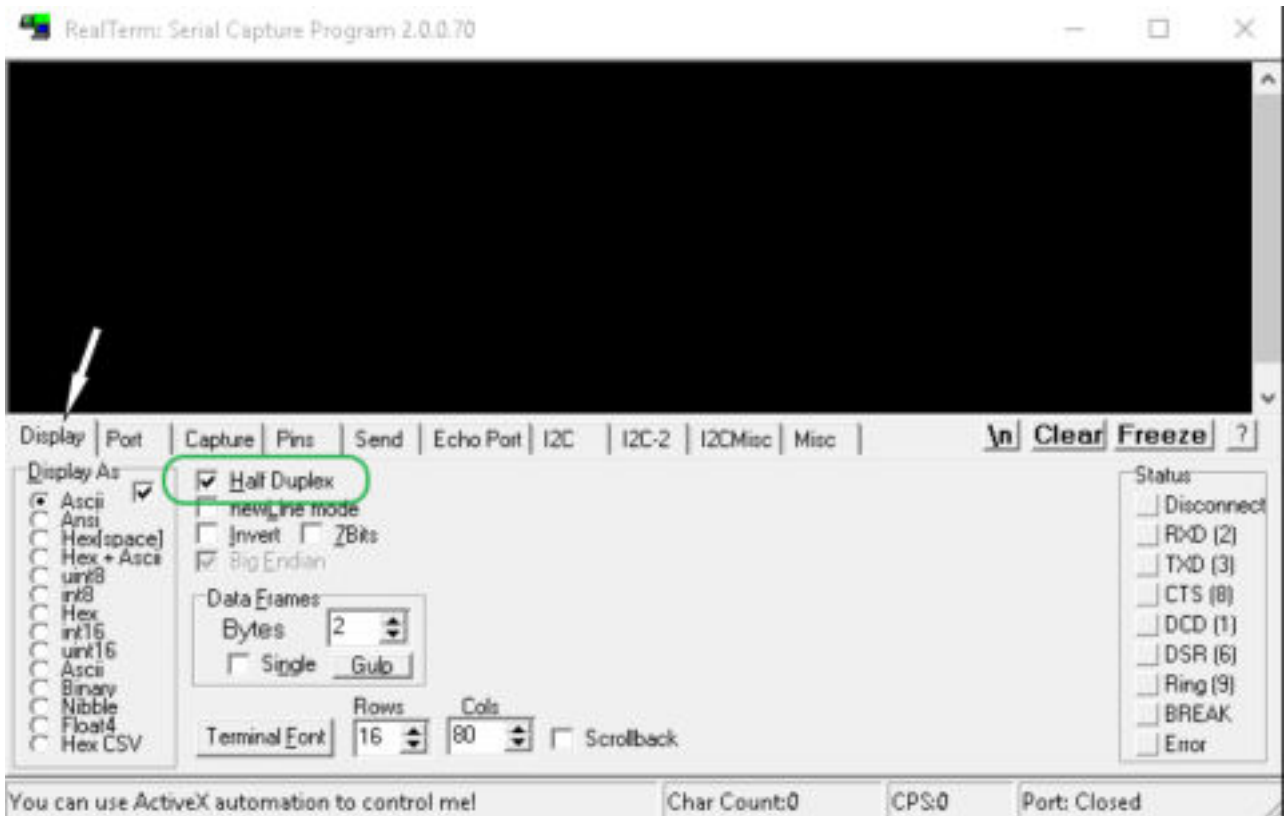 RealTerm: Serial Capture Program 2.0.0.70
Display Port Capture Pins Send Echo Port I2C I2C-2 I2CMisc Misc \n Clear Freeze ?
Display As
Ascii
Ansi
Hex[space]
Hex + Ascii
uint8
int8
Hex
int16
uint16
Ascii
Binary
Nibble
Float4
Hex CSV
Half Duplex
newLine mode
Invert 7Bits
Big Endian
Data Frames
Bytes 2
Single Gulp
Rows Cols
Terminal Font 16 80 Scrollback
Status
Disconnect
RXD (2)
TXD (3)
CTS (8)
DCD (1)
DSR (6)
Ring (9)
BREAK
Error
You can use ActiveX automation to control me! Char Count:0 CPS:0 Port: Closed